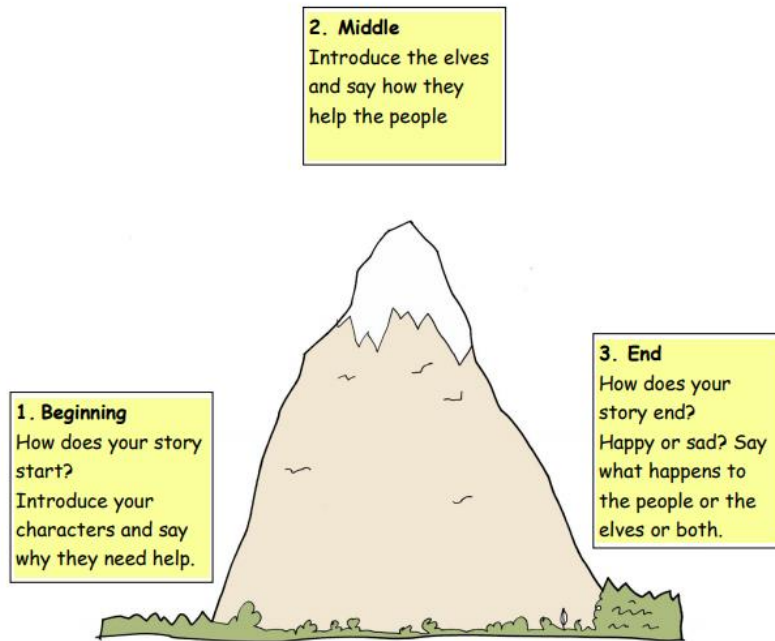 2. Middle
Introduce the elves
and say how they
help the people
1. Beginning
How does your story
start?
Introduce your
characters and say
why they need help.
3. End
How does your
story end?
Happy or sad? Say
what happens to
the people or the
elves or both.